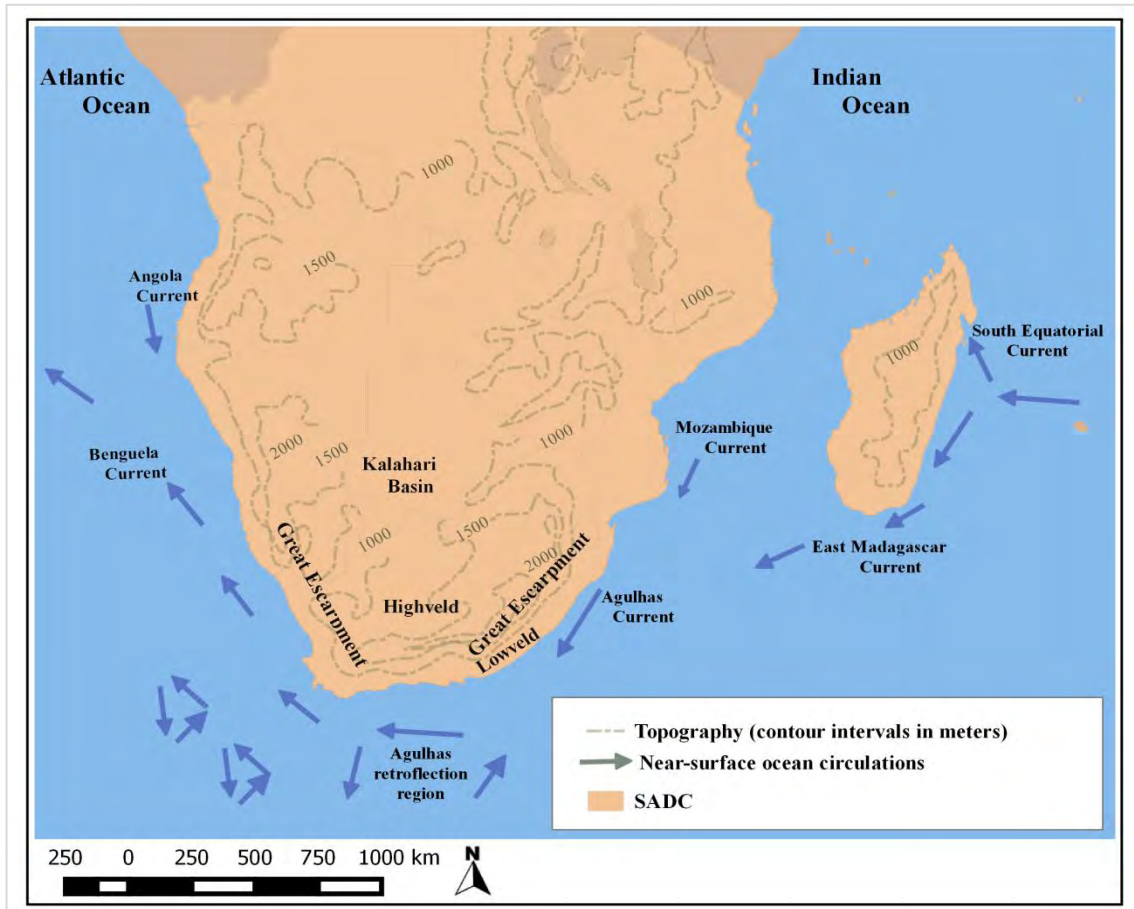 Atlantic
Ocean
Indian
Ocean
1000
1500
Angola
Current
1000
South Equatorial
Current
1000
Mozambique
Current
Benguela
Current
2000
1500
1000
Kalahari
Basin
1500
1000
2000
East Madagascar
Current
Great Escarpment
Highveld
Great Escarpment
Lowveld
Agulhas
Current
Agulhas
retroflection
region
Topography (contour intervals in meters)
Near-surface ocean circulations
SADC
250 0 250 500 750 1000 km
N